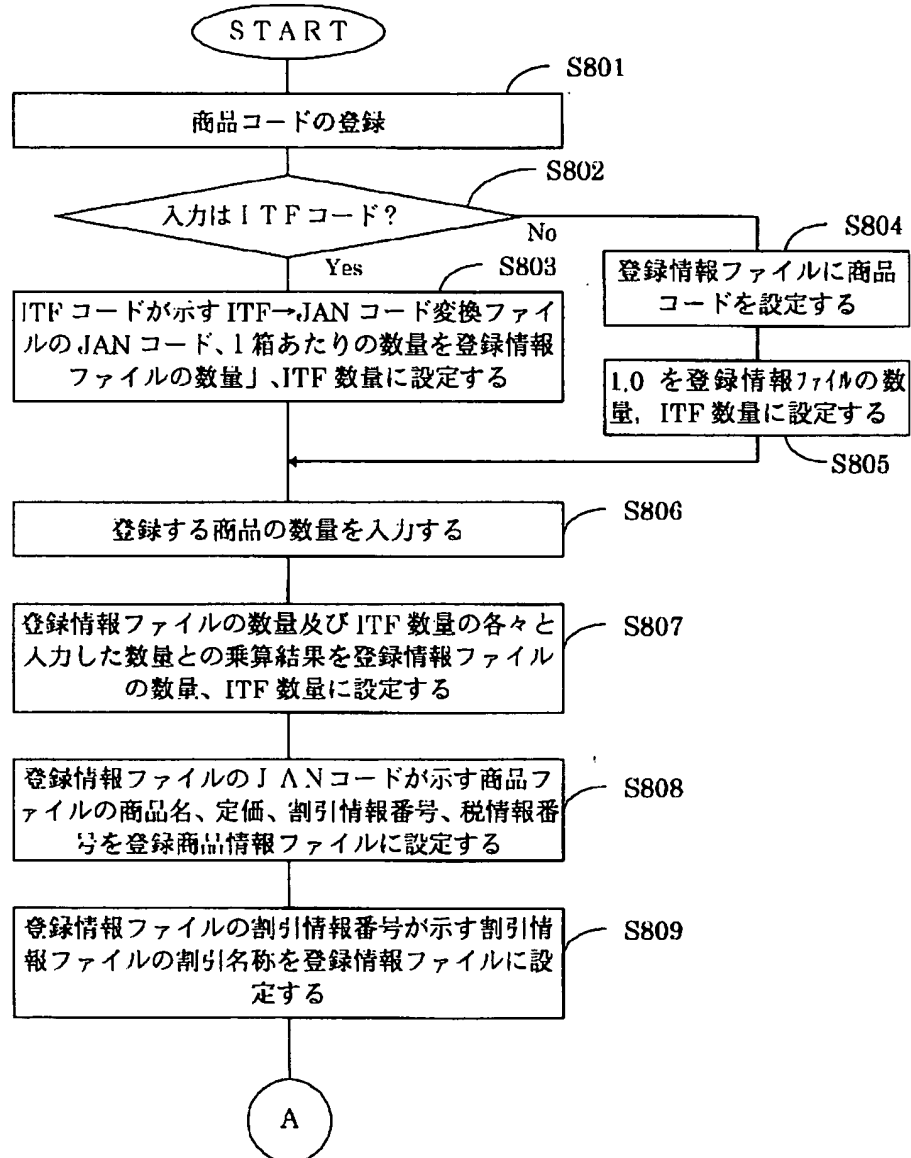 START
S801
商品コードの登録
S802
入力はITFコード?
No
Yes
S803
ITFコードが示すITF→JANコード変換ファイ
ルのJANコード、1箱あたりの数量を登録情報
ファイルの数量」、ITF数量に設定する
S804
登録情報ファイルに商品
コードを設定する
1,0 を登録情報ファイルの数
量, ITF数量に設定する
S805
S806
登録する商品の数量を入力する
S807
登録情報ファイルの数量及びITF数量の各々と
入力した数量との乗算結果を登録情報ファイル
の数量、ITF数量に設定する
S808
登録情報ファイルのJANコードが示す商品フ
ァイルの商品名、定価、割引情報番号、税情報番
号を登録商品情報ファイルに設定する
S809
登録情報ファイルの割引情報番号が示す割引情
報ファイルの割引名称を登録情報ファイルに設
定する
A